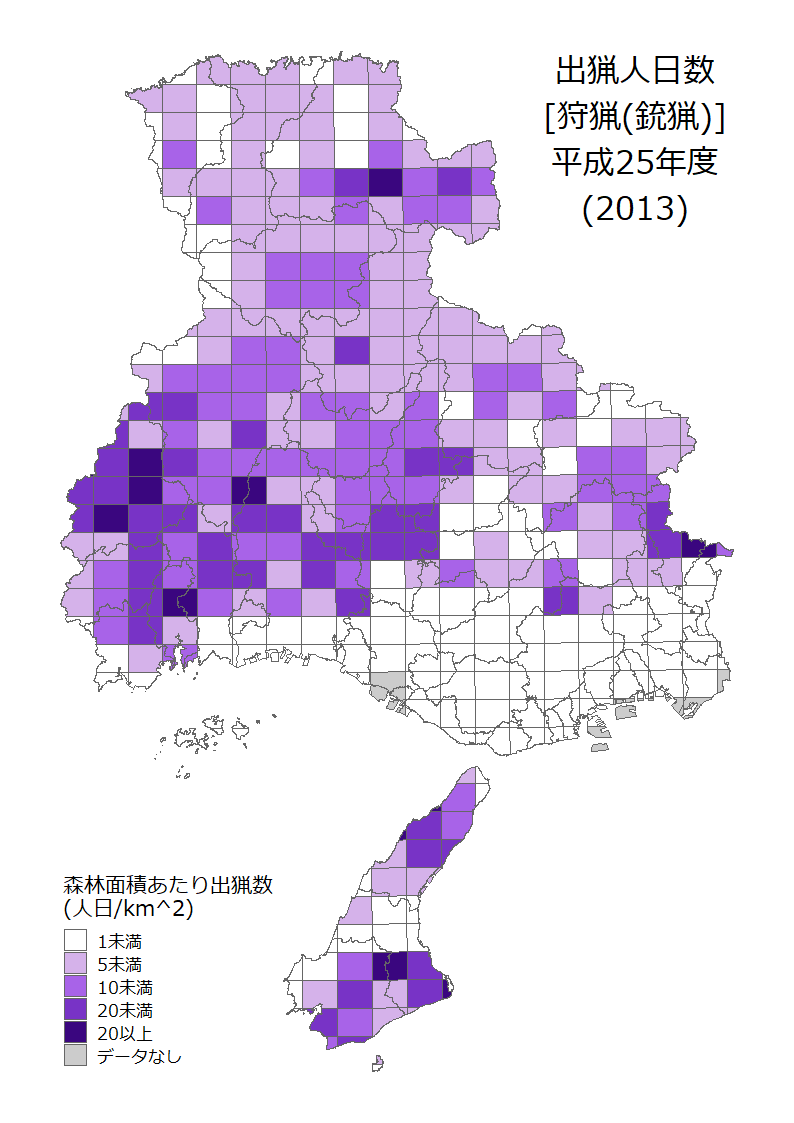 出猟人日数
[狩猟(銃猟)]
平成25年度
(2013)
森林面積あたり出猟数
(人日/km^2)
1未満
5未満
10未満
20未満
20以上
データなし